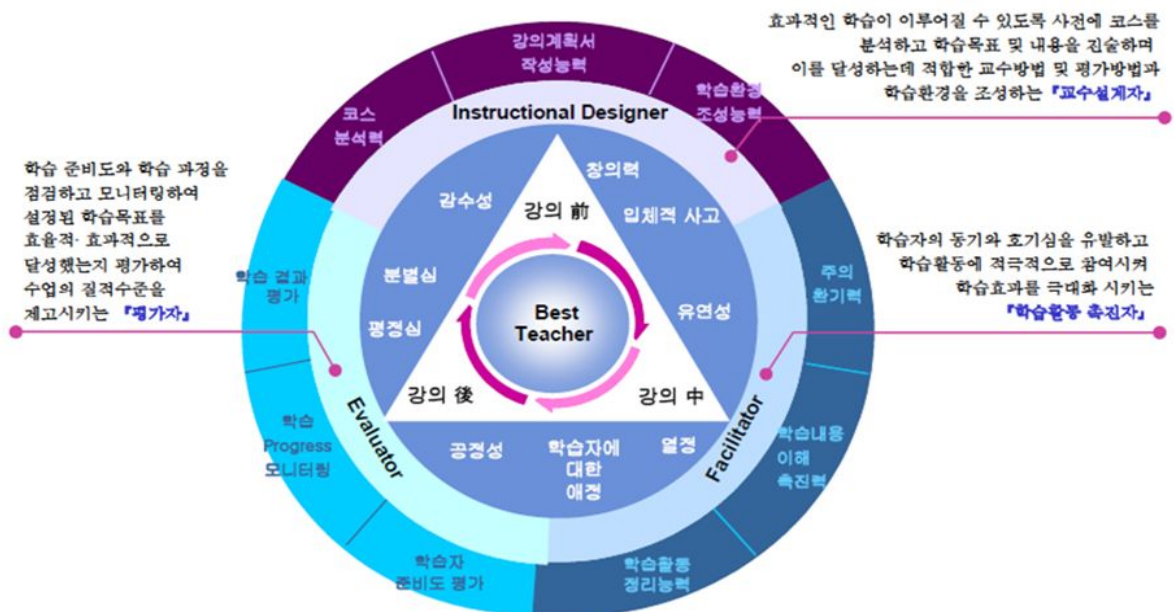 효과적인 학습이 이루어질 수 있도록 사전에 코스를
분석하고 학습목표 및 내용을 진술하며
이를 달성하는데 적합한 교수방법 및 평가방법과
학습환경을 조성하는 『교수설계자』
강의계획서
작성능력
학습환경
조성능력
코스
분석력
Instructional Designer
학습 준비도와 학습 과정을
점검하고 모니터링하여
설정된 학습목표를
효율적· 효과적으로
달성했는지 평가하여
수업의 질적수준을
제고시키는 『평가자』
창의력
감수성
강의 前
입체적 사고
학습자의 동기와 호기심을 유발하고
학습활동에 적극적으로 참여시켜
학습효과를 극대화 시키는
『학습활동 촉진자』
학습 결과
평가
분별심
주의
환기력
평정심
Best
Teacher
유연성
강의 後
강의 中
Evaluator
Facilitator
학습
Progress
모니터링
공정성
학습자에
대한
애정
열정
학습내용
이해
촉진력
학습자
준비도 평가
학습활동
정리능력